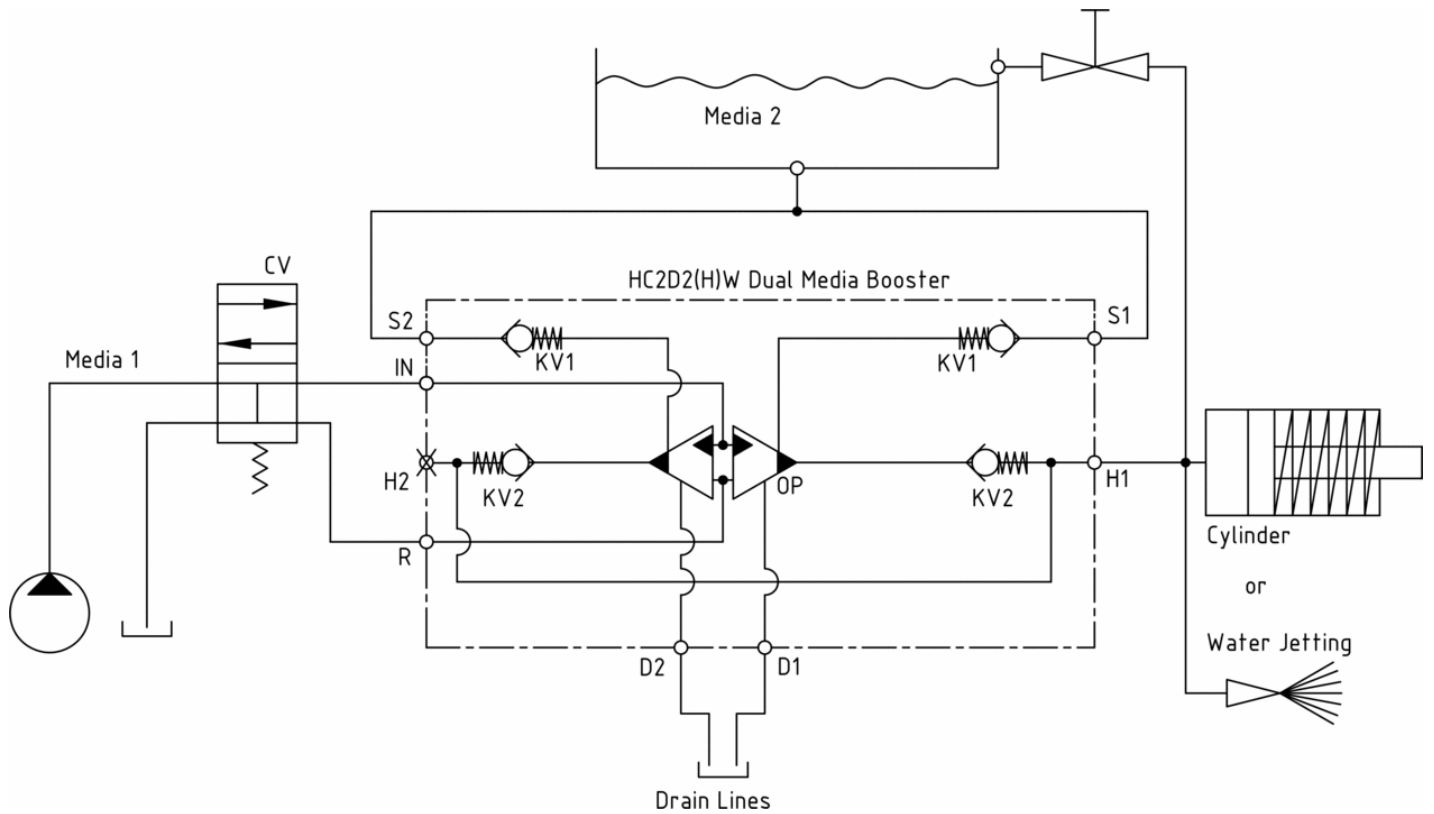 Media 2
CV
HC2D2(H)W Dual Media Booster
S2
S1
Media 1
IN
KV1
KV1
H2
KV2
OP
KV2
H1
R
Cylinder
or
Water Jetting
D2
D1
Drain Lines